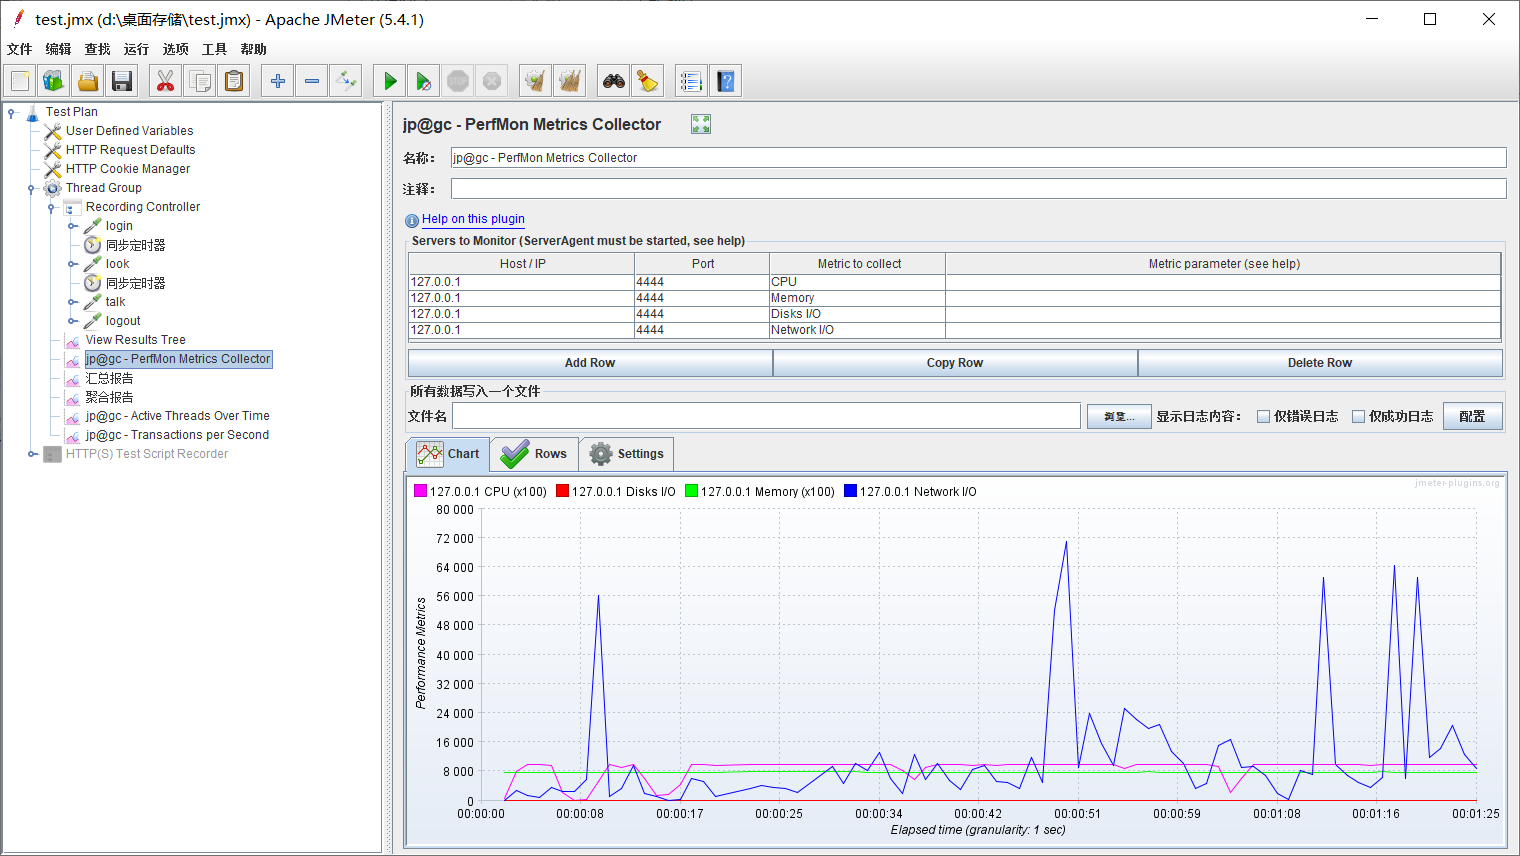 test.jmx (d:\桌面存储\test.jmx) - Apache JMeter (5.4.1)
文件 编辑 查找 运行 选项 工具 帮助
STOP
Test Plan
User Defined Variables
HTTP Request Defaults
HTTP Cookie Manager
Thread Group
Recording Controller
login
同步定时器
look
同步定时器
talk
logout
View Results Tree
jp@gc - PerfMon Metrics Collector
汇总报告
聚合报告
jp@gc - Active Threads Over Time
jp@gc - Transactions per Second
HTTP(S) Test Script Recorder
jp@gc - PerfMon Metrics Collector
名称： jp@gc - PerfMon Metrics Collector
注释：
Help on this plugin
Servers to Monitor (ServerAgent must be started, see help)
Host / IP Port Metric to collect Metric parameter (see help)
127.0.0.1 4444 CPU
127.0.0.1 4444 Memory
127.0.0.1 4444 Disks I/O
127.0.0.1 4444 Network I/O
Add Row Copy Row Delete Row
所有数据写入一个文件
文件名 浏览... 显示日志内容： 仅错误日志 仅成功日志 配置
Chart Rows Settings
127.0.0.1 CPU (x100) 127.0.0.1 Disks I/O 127.0.0.1 Memory (x100) 127.0.0.1 Network I/O
jmeter-plugins.org
80 000
72 000
64 000
56 000
48 000
40 000
32 000
24 000
16 000
8 000
0
Performance Metrics
00:00:00 00:00:08 00:00:17 00:00:25 00:00:34 00:00:42 00:00:51 00:00:59 00:01:08 00:01:16 00:01:25
Elapsed time (granularity: 1 sec)